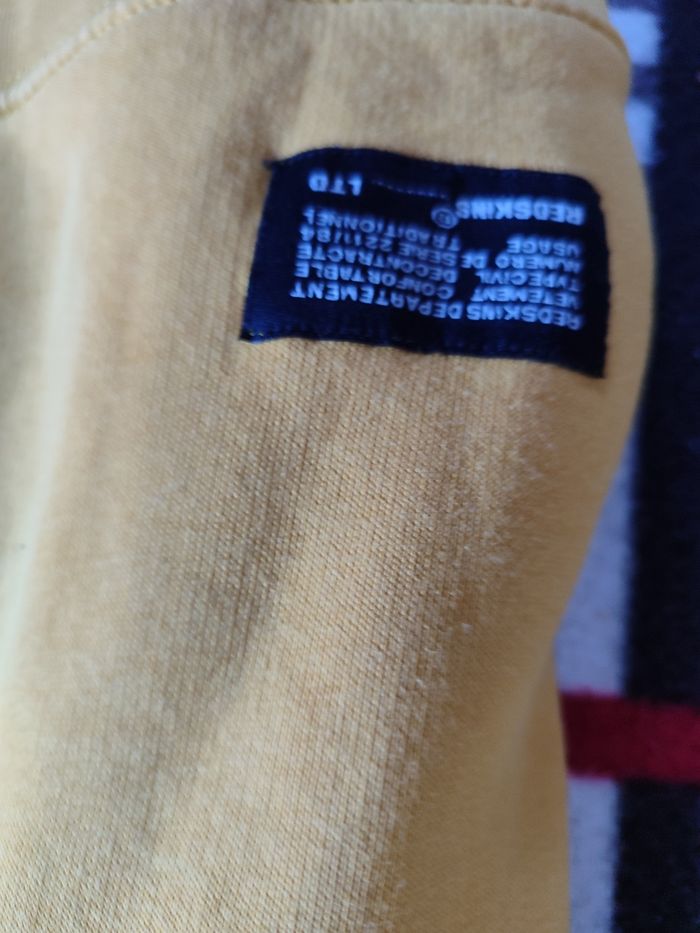 REDSKINS DEPARTEMENT
VETEMENT CONFORTABLE
TYPE CIVIL DECONTRACTE
NUMERO DE SERIE 2211/84
USAGE TRADITIONNEL
REDSKINS® LTD